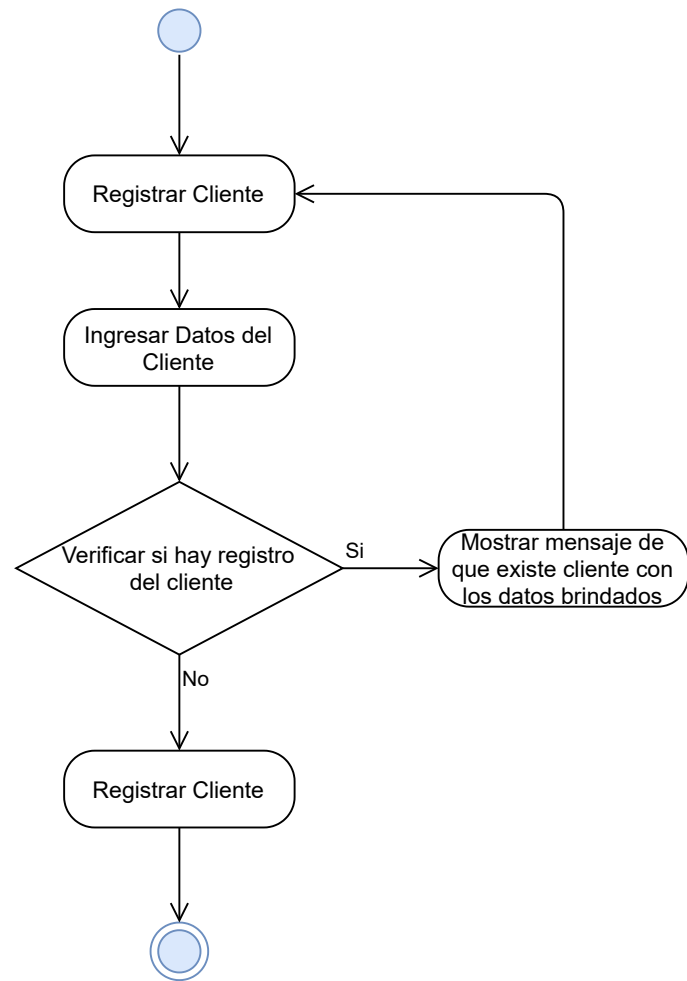 Registrar Cliente
Ingresar Datos del
Cliente
Verificar si hay registro
del cliente
Si
Mostrar mensaje de
que existe cliente con
los datos brindados
No
Registrar Cliente